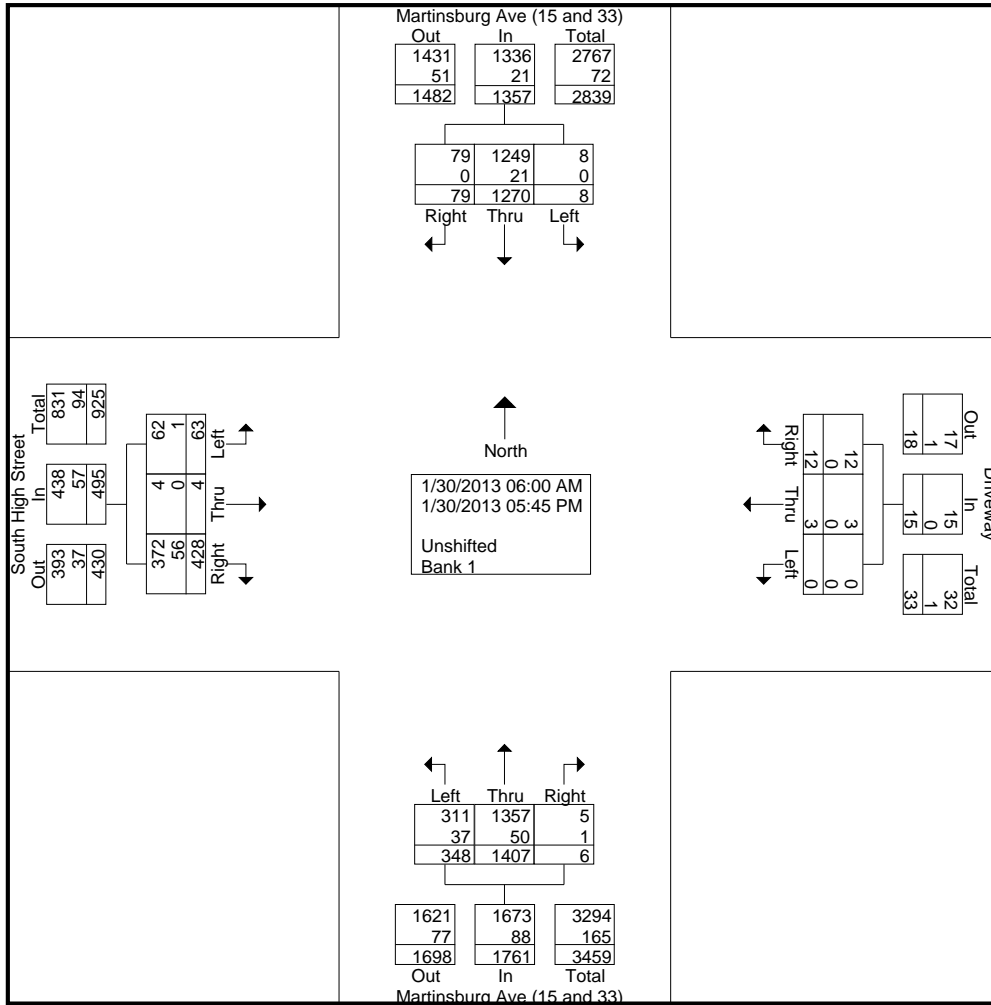 Martinsburg Ave (15 and 33)
Out In Total
1431 1336 2767
51 21 72
1482 1357 2839
79 1249 8
0 21 0
79 1270 8
Right Thru Left
South High Street
Total In Out
831 438 393
94 57 37
925 495 430
62 4 372
1 0 56
63 4 428
Left Thru Right
North
1/30/2013 06:00 AM
1/30/2013 05:45 PM
Unshifted
Bank 1
Driveway
Out In Total
17 15 32
1 0 1
18 15 33
12 3 0
0 0 0
12 3 0
Right Thru Left
Left Thru Right
311 1357 5
37 50 1
348 1407 6
1621 1673 3294
77 88 165
1698 1761 3459
Out In Total
Martinsburg Ave (15 and 33)